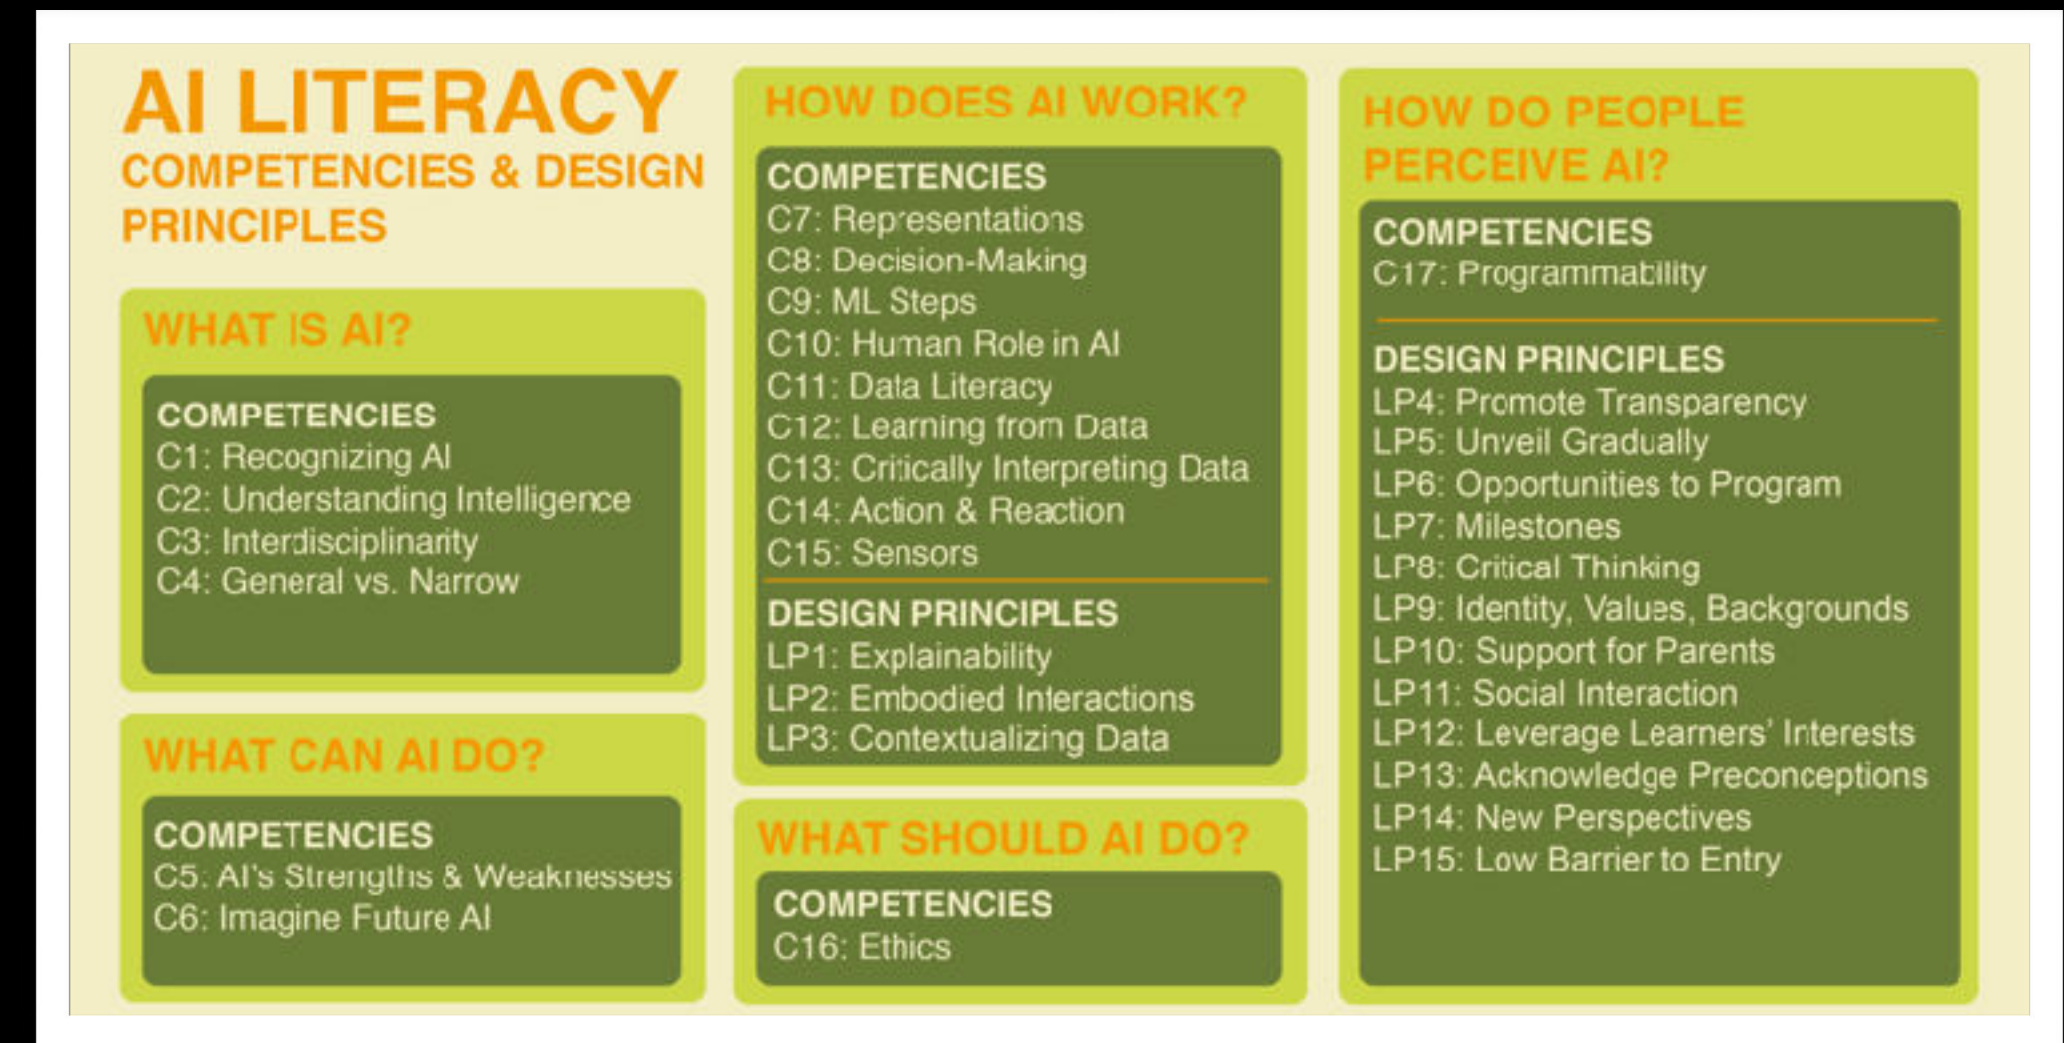 AI LITERACY
COMPETENCIES & DESIGN
PRINCIPLES
WHAT IS AI?
COMPETENCIES
C1: Recognizing AI
C2: Understanding Intelligence
C3: Interdisciplinarity
C4: General vs. Narrow
WHAT CAN AI DO?
COMPETENCIES
C5: AI's Strengths & Weaknesses
C6: Imagine Future AI
HOW DOES AI WORK?
COMPETENCIES
C7: Representations
C8: Decision-Making
C9: ML Steps
C10: Human Role in AI
C11: Data Literacy
C12: Learning from Data
C13: Critically Interpreting Data
C14: Action & Reaction
C15: Sensors
DESIGN PRINCIPLES
LP1: Explainability
LP2: Embodied Interactions
LP3: Contextualizing Data
WHAT SHOULD AI DO?
COMPETENCIES
C16: Ethics
HOW DO PEOPLE
PERCEIVE AI?
COMPETENCIES
C17: Programmability
DESIGN PRINCIPLES
LP4: Promote Transparency
LP5: Unveil Gradually
LP6: Opportunities to Program
LP7: Milestones
LP8: Critical Thinking
LP9: Identity, Values, Backgrounds
LP10: Support for Parents
LP11: Social Interaction
LP12: Leverage Learners' Interests
LP13: Acknowledge Preconceptions
LP14: New Perspectives
LP15: Low Barrier to Entry